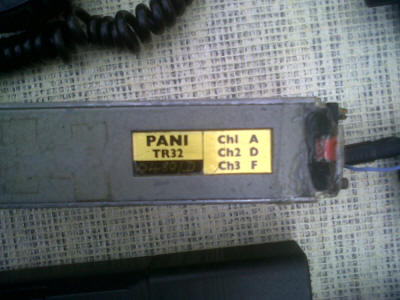 PANI
TR32
Ch1 A
Ch2 D
Ch3 F